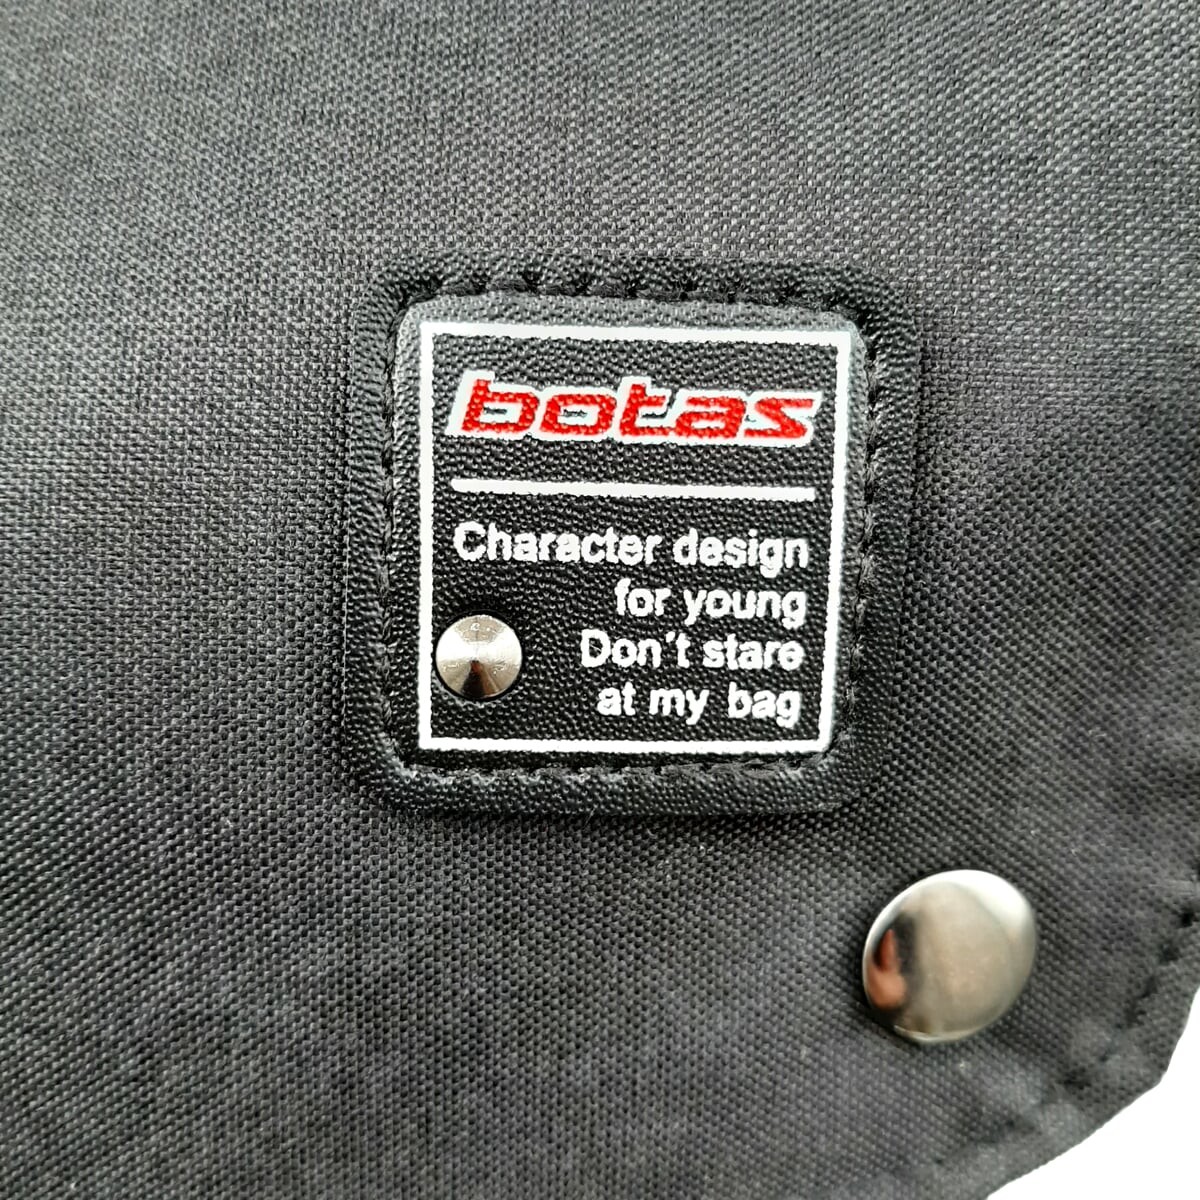 botas
Character design
for young
Don't stare
at my bag